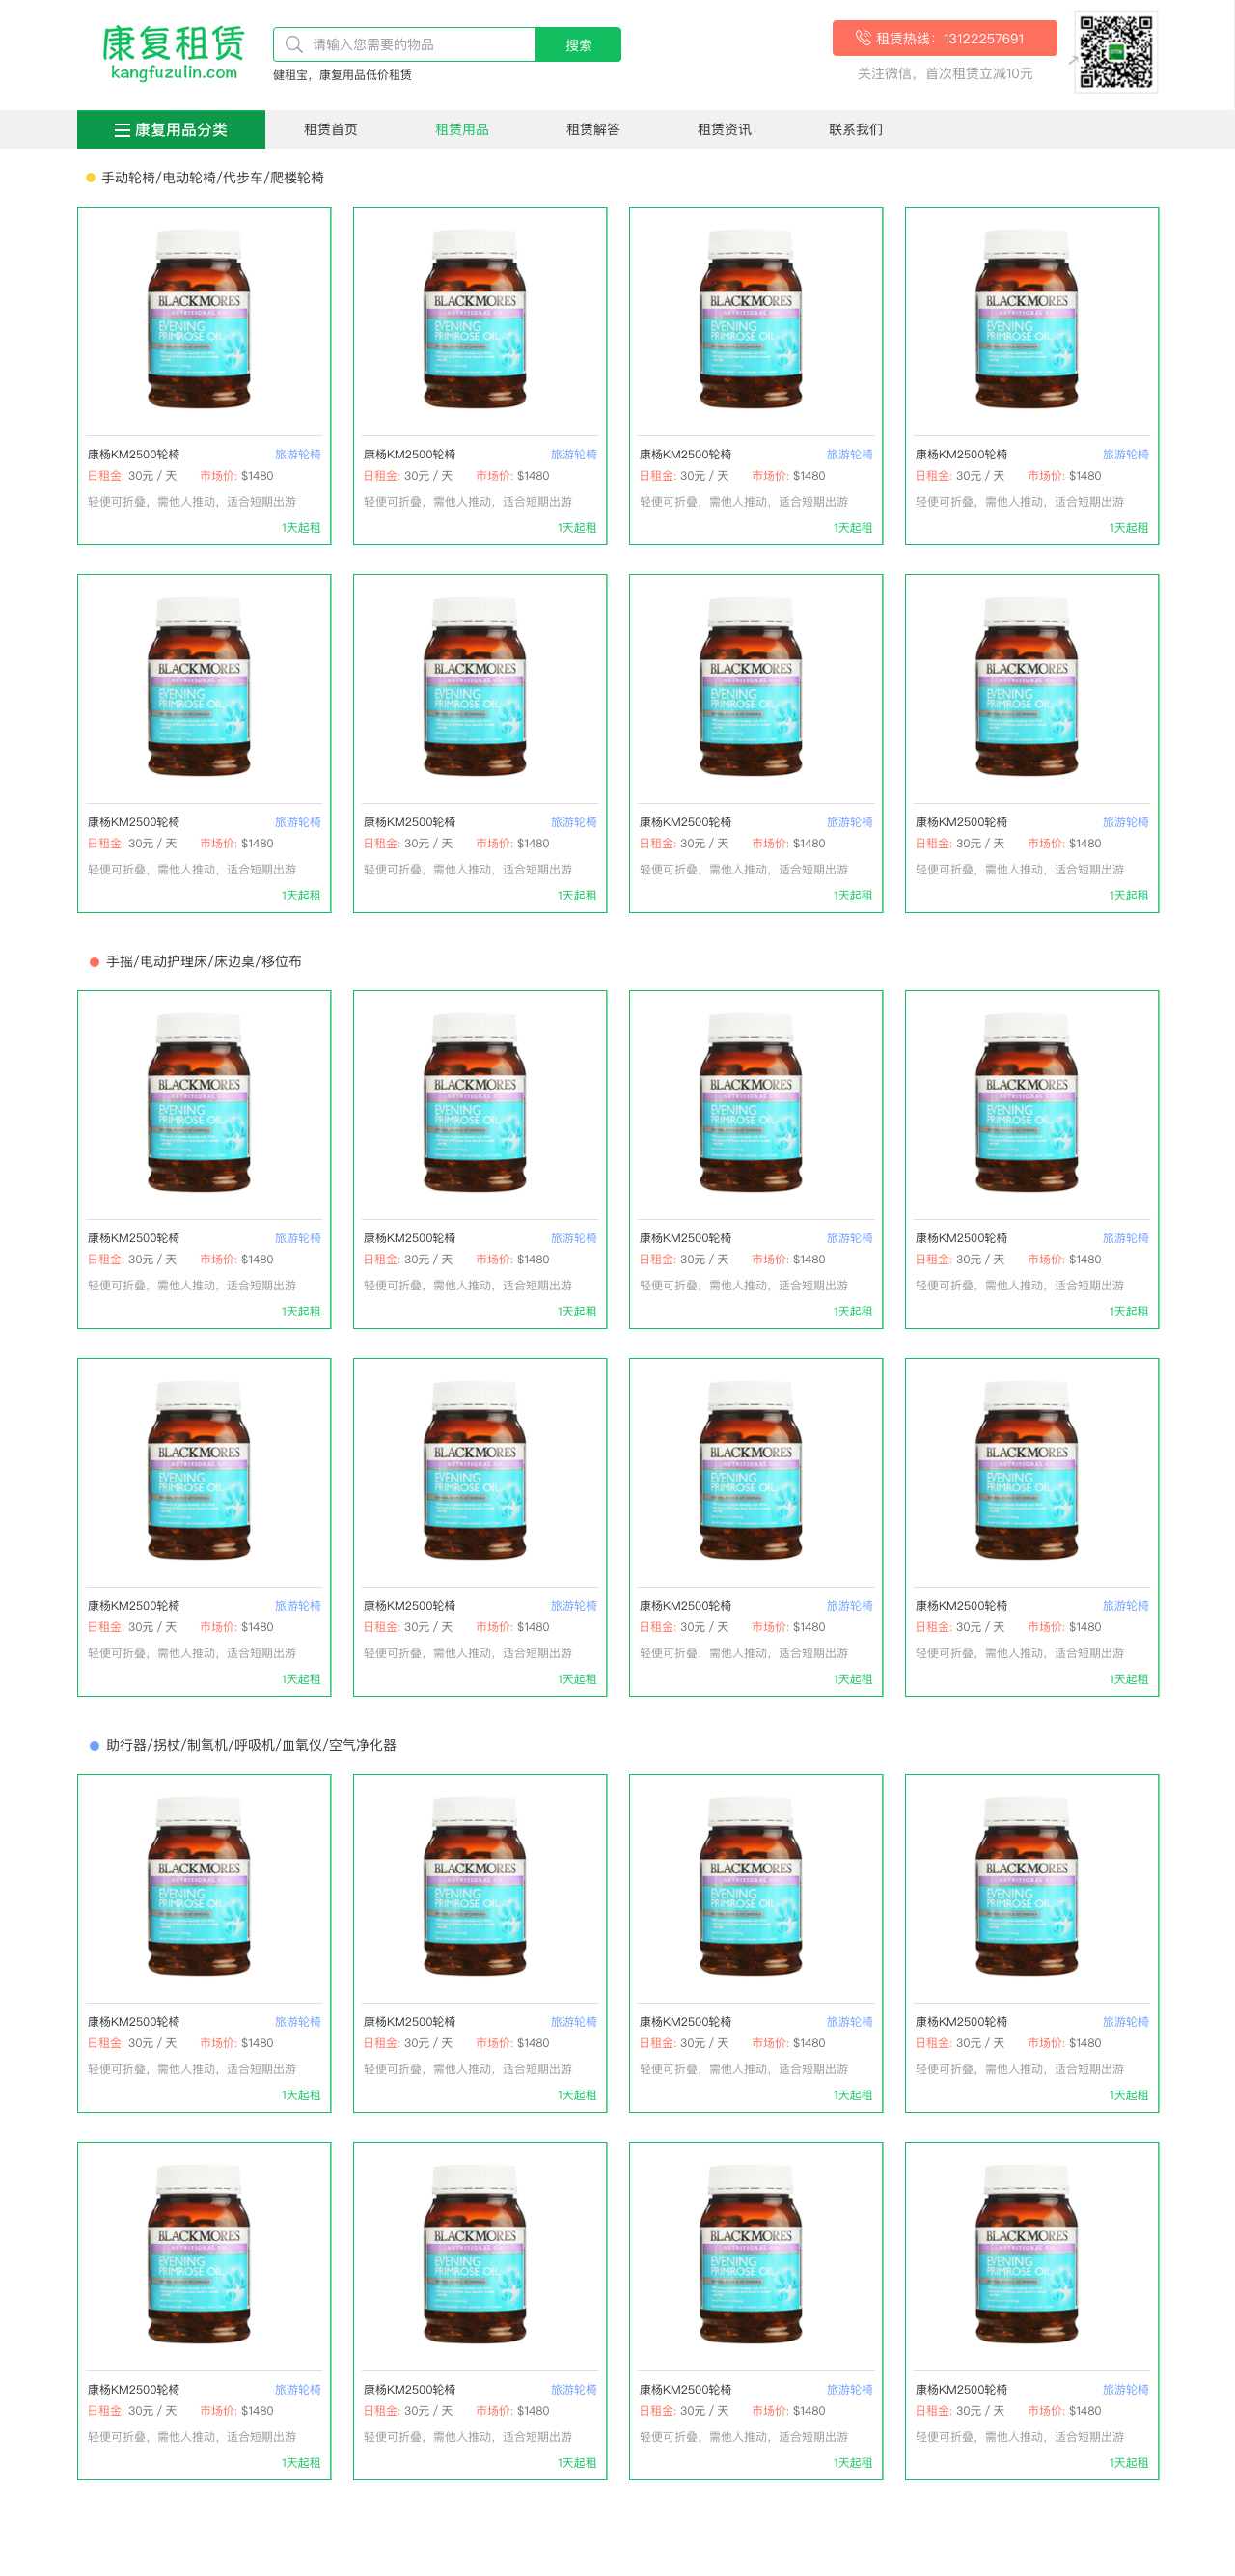 康复租赁
kangfuzulin.com
请输入您需要的物品
搜索
健租宝，康复用品低价租赁
租赁热线：13122257691
关注微信，首次租赁立减10元
康复用品分类 租赁首页 租赁用品 租赁解答 租赁资讯 联系我们
手动轮椅/电动轮椅/代步车/爬楼轮椅
BLACKMORES BLACKMORES BLACKMORES BLACKMORES
NUTRITIONAL OIL NUTRITIONAL OIL NUTRITIONAL OIL NUTRITIONAL OIL
EVENING EVENING EVENING EVENING
PRIMROSE OIL PRIMROSE OIL PRIMROSE OIL PRIMROSE OIL
康杨KM2500轮椅 旅游轮椅 康杨KM2500轮椅 旅游轮椅 康杨KM2500轮椅 旅游轮椅 康杨KM2500轮椅 旅游轮椅
日租金: 30元 / 天 市场价: $1480 日租金: 30元 / 天 市场价: $1480 日租金: 30元 / 天 市场价: $1480 日租金: 30元 / 天 市场价: $1480
轻便可折叠，需他人推动，适合短期出游 轻便可折叠，需他人推动，适合短期出游 轻便可折叠，需他人推动，适合短期出游 轻便可折叠，需他人推动，适合短期出游
1天起租 1天起租 1天起租 1天起租
BLACKMORES BLACKMORES BLACKMORES BLACKMORES
NUTRITIONAL OIL NUTRITIONAL OIL NUTRITIONAL OIL NUTRITIONAL OIL
EVENING EVENING EVENING EVENING
PRIMROSE OIL PRIMROSE OIL PRIMROSE OIL PRIMROSE OIL
康杨KM2500轮椅 旅游轮椅 康杨KM2500轮椅 旅游轮椅 康杨KM2500轮椅 旅游轮椅 康杨KM2500轮椅 旅游轮椅
日租金: 30元 / 天 市场价: $1480 日租金: 30元 / 天 市场价: $1480 日租金: 30元 / 天 市场价: $1480 日租金: 30元 / 天 市场价: $1480
轻便可折叠，需他人推动，适合短期出游 轻便可折叠，需他人推动，适合短期出游 轻便可折叠，需他人推动，适合短期出游 轻便可折叠，需他人推动，适合短期出游
1天起租 1天起租 1天起租 1天起租
手摇/电动护理床/床边桌/移位布
BLACKMORES BLACKMORES BLACKMORES BLACKMORES
NUTRITIONAL OIL NUTRITIONAL OIL NUTRITIONAL OIL NUTRITIONAL OIL
EVENING EVENING EVENING EVENING
PRIMROSE OIL PRIMROSE OIL PRIMROSE OIL PRIMROSE OIL
康杨KM2500轮椅 旅游轮椅 康杨KM2500轮椅 旅游轮椅 康杨KM2500轮椅 旅游轮椅 康杨KM2500轮椅 旅游轮椅
日租金: 30元 / 天 市场价: $1480 日租金: 30元 / 天 市场价: $1480 日租金: 30元 / 天 市场价: $1480 日租金: 30元 / 天 市场价: $1480
轻便可折叠，需他人推动，适合短期出游 轻便可折叠，需他人推动，适合短期出游 轻便可折叠，需他人推动，适合短期出游 轻便可折叠，需他人推动，适合短期出游
1天起租 1天起租 1天起租 1天起租
BLACKMORES BLACKMORES BLACKMORES BLACKMORES
NUTRITIONAL OIL NUTRITIONAL OIL NUTRITIONAL OIL NUTRITIONAL OIL
EVENING EVENING EVENING EVENING
PRIMROSE OIL PRIMROSE OIL PRIMROSE OIL PRIMROSE OIL
康杨KM2500轮椅 旅游轮椅 康杨KM2500轮椅 旅游轮椅 康杨KM2500轮椅 旅游轮椅 康杨KM2500轮椅 旅游轮椅
日租金: 30元 / 天 市场价: $1480 日租金: 30元 / 天 市场价: $1480 日租金: 30元 / 天 市场价: $1480 日租金: 30元 / 天 市场价: $1480
轻便可折叠，需他人推动，适合短期出游 轻便可折叠，需他人推动，适合短期出游 轻便可折叠，需他人推动，适合短期出游 轻便可折叠，需他人推动，适合短期出游
1天起租 1天起租 1天起租 1天起租
助行器/拐杖/制氧机/呼吸机/血氧仪/空气净化器
BLACKMORES BLACKMORES BLACKMORES BLACKMORES
NUTRITIONAL OIL NUTRITIONAL OIL NUTRITIONAL OIL NUTRITIONAL OIL
EVENING EVENING EVENING EVENING
PRIMROSE OIL PRIMROSE OIL PRIMROSE OIL PRIMROSE OIL
康杨KM2500轮椅 旅游轮椅 康杨KM2500轮椅 旅游轮椅 康杨KM2500轮椅 旅游轮椅 康杨KM2500轮椅 旅游轮椅
日租金: 30元 / 天 市场价: $1480 日租金: 30元 / 天 市场价: $1480 日租金: 30元 / 天 市场价: $1480 日租金: 30元 / 天 市场价: $1480
轻便可折叠，需他人推动，适合短期出游 轻便可折叠，需他人推动，适合短期出游 轻便可折叠，需他人推动，适合短期出游 轻便可折叠，需他人推动，适合短期出游
1天起租 1天起租 1天起租 1天起租
BLACKMORES BLACKMORES BLACKMORES BLACKMORES
NUTRITIONAL OIL NUTRITIONAL OIL NUTRITIONAL OIL NUTRITIONAL OIL
EVENING EVENING EVENING EVENING
PRIMROSE OIL PRIMROSE OIL PRIMROSE OIL PRIMROSE OIL
康杨KM2500轮椅 旅游轮椅 康杨KM2500轮椅 旅游轮椅 康杨KM2500轮椅 旅游轮椅 康杨KM2500轮椅 旅游轮椅
日租金: 30元 / 天 市场价: $1480 日租金: 30元 / 天 市场价: $1480 日租金: 30元 / 天 市场价: $1480 日租金: 30元 / 天 市场价: $1480
轻便可折叠，需他人推动，适合短期出游 轻便可折叠，需他人推动，适合短期出游 轻便可折叠，需他人推动，适合短期出游 轻便可折叠，需他人推动，适合短期出游
1天起租 1天起租 1天起租 1天起租